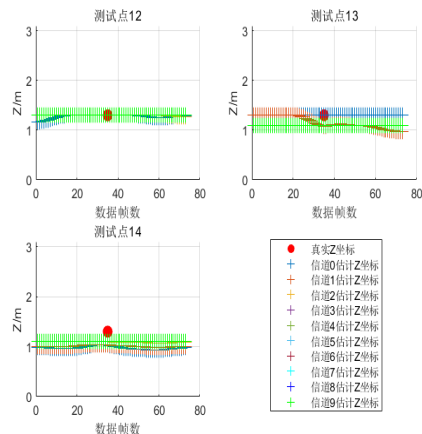 测试点12
3
2
1
0
Z/m
0 20 40 60 80
数据帧数
测试点13
3
2
1
0
Z/m
0 20 40 60 80
数据帧数
测试点14
3
2
1
0
Z/m
0 20 40 60 80
数据帧数
真实Z坐标
信道0估计Z坐标
信道1估计Z坐标
信道2估计Z坐标
信道3估计Z坐标
信道4估计Z坐标
信道5估计Z坐标
信道6估计Z坐标
信道7估计Z坐标
信道8估计Z坐标
信道9估计Z坐标